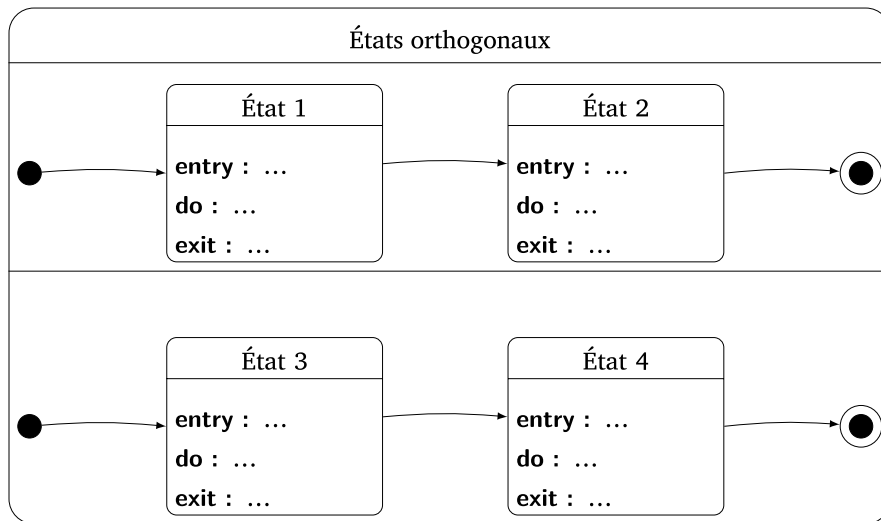 États orthogonaux
État 1
entry : ...
do : ...
exit : ...
État 2
entry : ...
do : ...
exit : ...
État 3
entry : ...
do : ...
exit : ...
État 4
entry : ...
do : ...
exit : ...